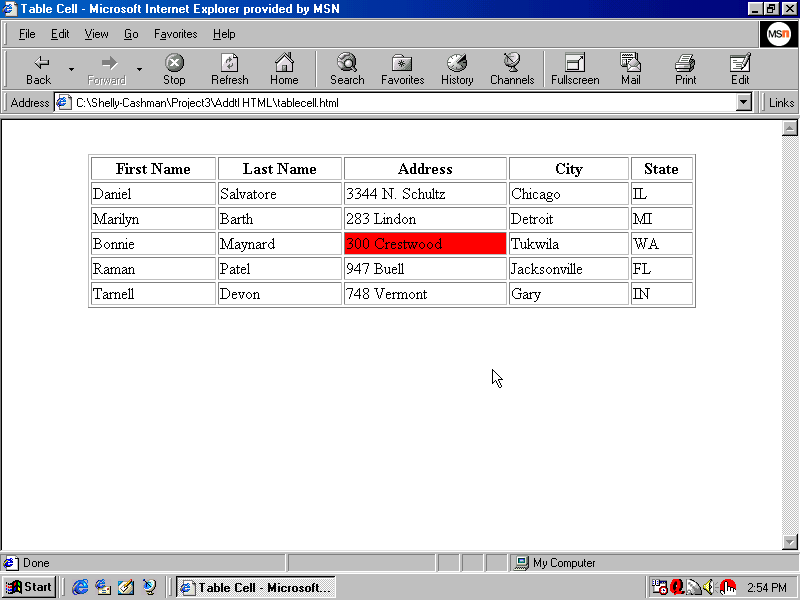 Table Cell - Microsoft Internet Explorer provided by MSN
File Edit View Go Favorites Help
msn
Back Forward Stop Refresh Home Search Favorites History Channels Fullscreen Mail Print Edit
Address C:\Shelly-Cashman\Project3\Addtl HTML\tablecell.html Links
First Name Last Name Address City State
Daniel Salvatore 3344 N. Schultz Chicago IL
Marilyn Barth 283 Lindon Detroit MI
Bonnie Maynard 300 Crestwood Tukwila WA
Raman Patel 947 Buell Jacksonville FL
Tarnell Devon 748 Vermont Gary IN
Done My Computer
Start Table Cell - Microsoft... 2:54 PM